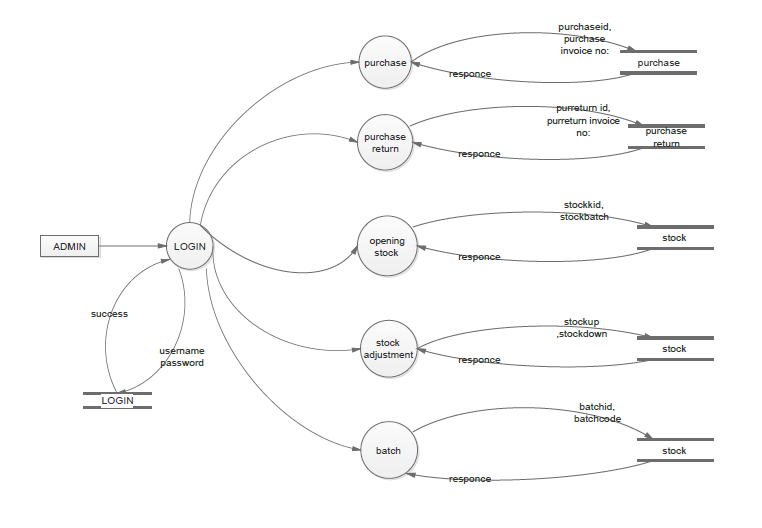 purchaseid,
purchase
invoice no:
purchase
purchase
responce
purreturn id,
purreturn invoice
no:
purchase
return
purchase
return
responce
stockkid,
stockbatch
ADMIN
LOGIN
opening
stock
stock
responce
success
stockup
,stockdown
username
password
stock
adjustment
stock
responce
LOGIN
batchid,
batchcode
batch
stock
responce